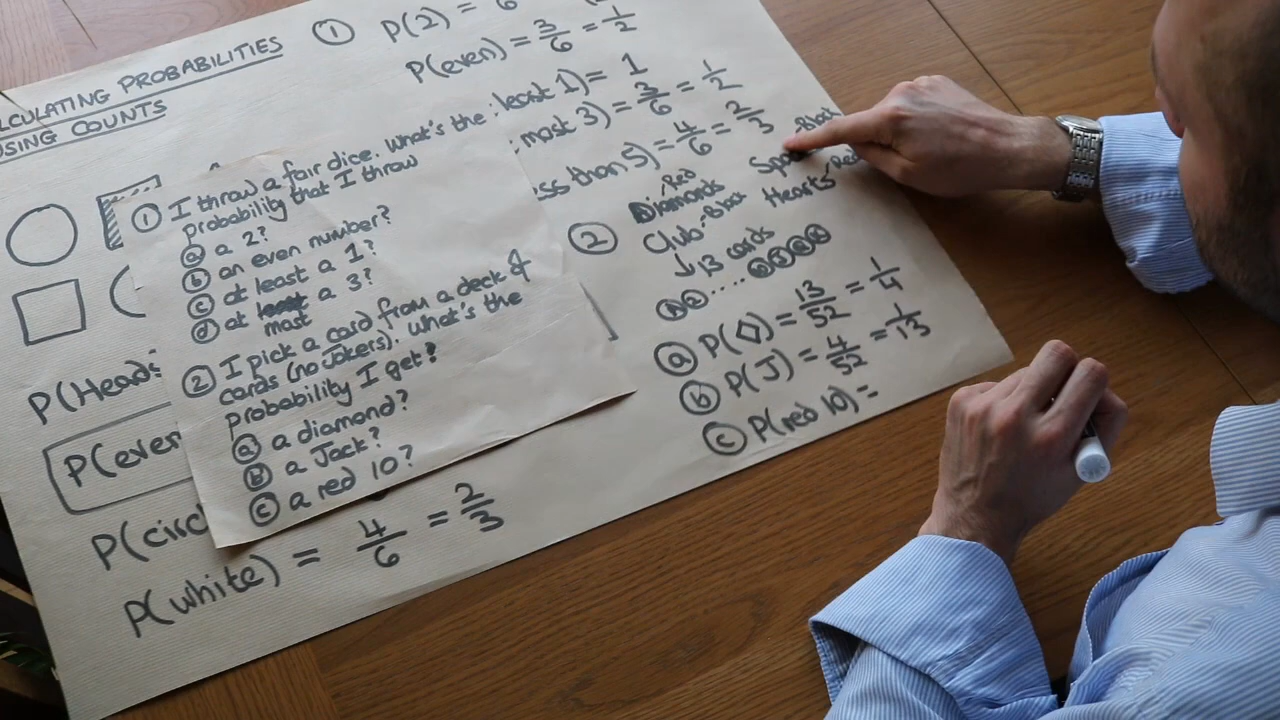 CALCULATING PROBABILITIES
USING COUNTS
① P(2) =
P(even) = 3/6 = 1/2
least 1) = 1
most 3) = 3/6 = 1/2
ss than 5) = 4/6 = 2/3
① I throw a fair dice. What's the
probability that I throw
ⓐ a 2?
ⓑ an even number?
ⓒ at least a 1?
ⓓ at most a 3?
② I pick a card from a deck of
cards (no Jokers). What's the
probability I get?
ⓐ a diamond?
ⓑ a Jack?
ⓒ a red 10?
P(Heads
P(even
P(circ
P(white) = 4/6 = 2/3
②
Diamonds Red
Spa Black
Club Black
Hearts Red
↓ 13 cards
ⓐ P(◇) = 13/52 = 1/4
ⓑ P(J) = 4/52 = 1/13
ⓒ P(red 10) =